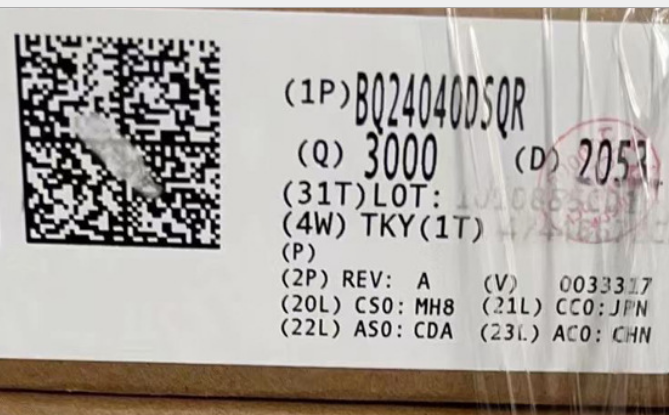 (1P) BQ24040DSQR
(Q) 3000 (D)
(31T) LOT:
(4W) TKY(1T)
(P)
(2P) REV: A (V) 0033317
(20L) CSO: MH8 (21L) CCO:JPN
(22L) ASO: CDA (23L) ACO: CHN